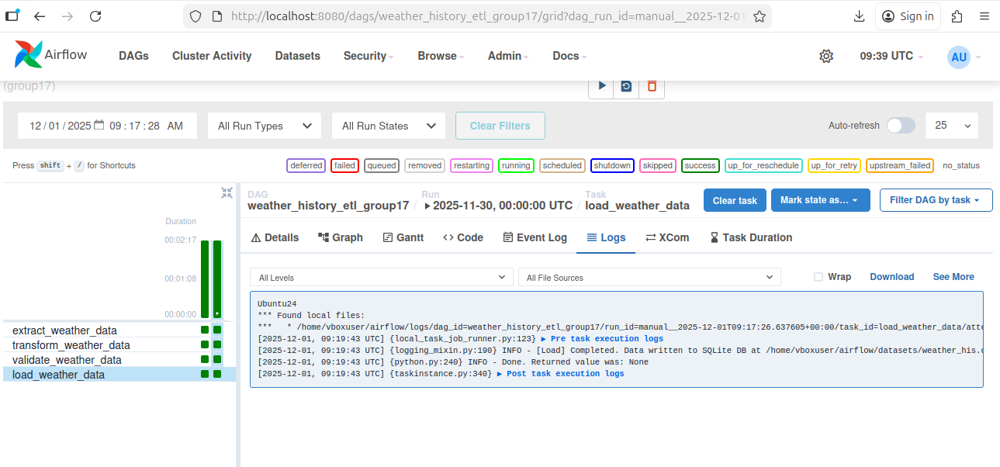 http://localhost:8080/dags/weather_history_etl_group17/grid?dag_run_id=manual__2025-12-01
Sign in
Airflow
DAGs Cluster Activity Datasets Security Browse Admin Docs 09:39 UTC AU
(group17)
12 / 01 / 2025 09 : 17 : 28 AM All Run Types All Run States Clear Filters Auto-refresh 25
Press shift + / for Shortcuts deferred failed queued removed restarting running scheduled shutdown skipped success up_for_reschedule up_for_retry upstream_failed no_status
DAG Run Task
weather_history_etl_group17 / 2025-11-30, 00:00:00 UTC / load_weather_data Clear task Mark state as... Filter DAG by task
Duration
00:02:17
00:01:08
00:00:00
extract_weather_data
transform_weather_data
validate_weather_data
load_weather_data
Details Graph Gantt <> Code Event Log Logs XCom Task Duration
All Levels All File Sources Wrap Download See More
Ubuntu24
*** Found local files:
***   * /home/vboxuser/airflow/logs/dag_id=weather_history_etl_group17/run_id=manual__2025-12-01T09:17:26.637605+00:00/task_id=load_weather_data/atte
[2025-12-01, 09:19:43 UTC] {local_task_job_runner.py:123} ▶ Pre task execution logs
[2025-12-01, 09:19:43 UTC] {logging_mixin.py:190} INFO - [Load] Completed. Data written to SQLite DB at /home/vboxuser/airflow/datasets/weather_his.
[2025-12-01, 09:19:43 UTC] {python.py:240} INFO - Done. Returned value was: None
[2025-12-01, 09:19:43 UTC] {taskinstance.py:340} ▶ Post task execution logs